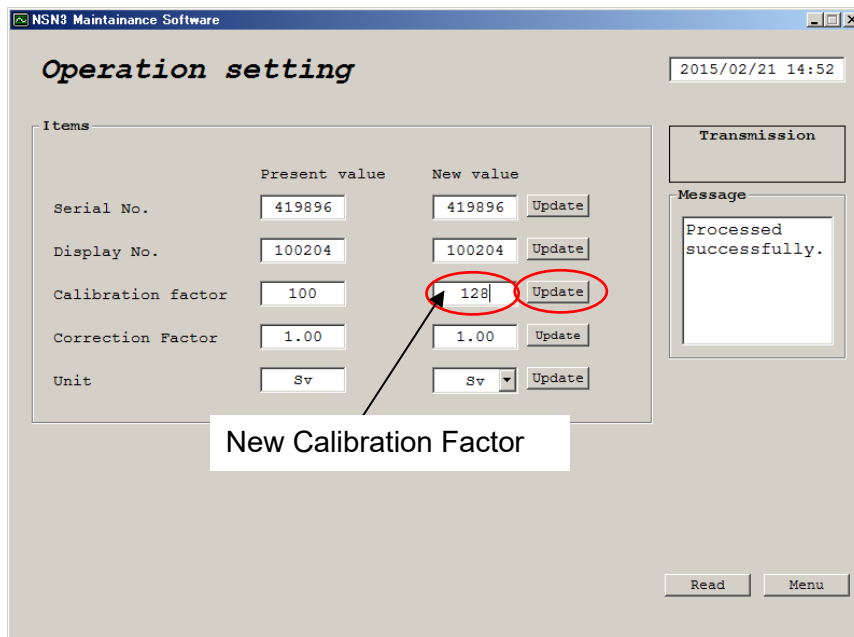 NSN3 Maintainance Software
Operation setting
2015/02/21 14:52
Items
Transmission
Present value New value
Message
Serial No. 419896 419896 Update
Processed
successfully.
Display No. 100204 100204 Update
Calibration factor 100 128 Update
Correction Factor 1.00 1.00 Update
Unit Sv Sv Update
New Calibration Factor
Read Menu